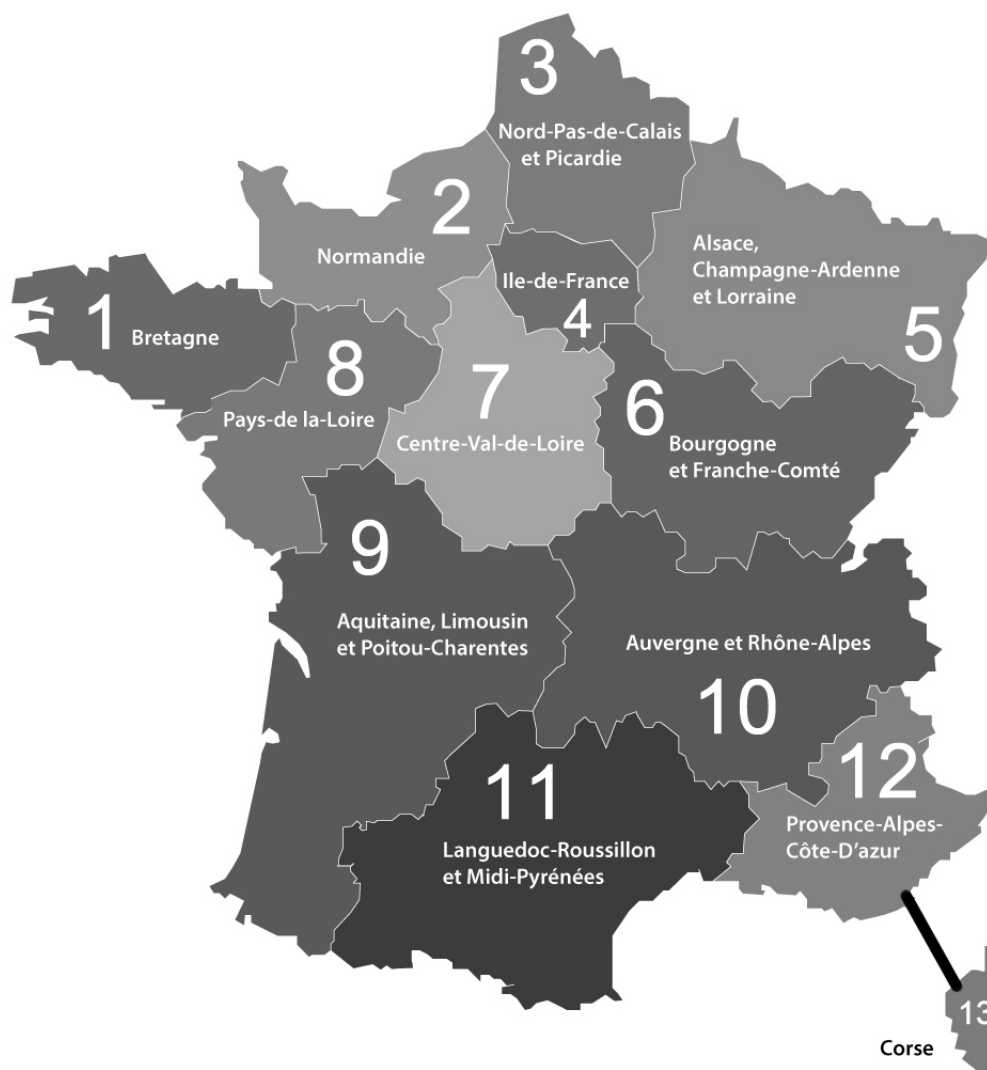 3
Nord-Pas-de-Calais
et Picardie
2
Normandie
Alsace,
Champagne-Ardenne
et Lorraine
5
Ile-de-France
4
1
Bretagne
8
Pays-de la-Loire
7
Centre-Val-de-Loire
6
Bourgogne
et Franche-Comté
9
Aquitaine, Limousin
et Poitou-Charentes
Auvergne et Rhône-Alpes
10
11
Languedoc-Roussillon
et Midi-Pyrénées
12
Provence-Alpes-
Côte-D'azur
13
Corse